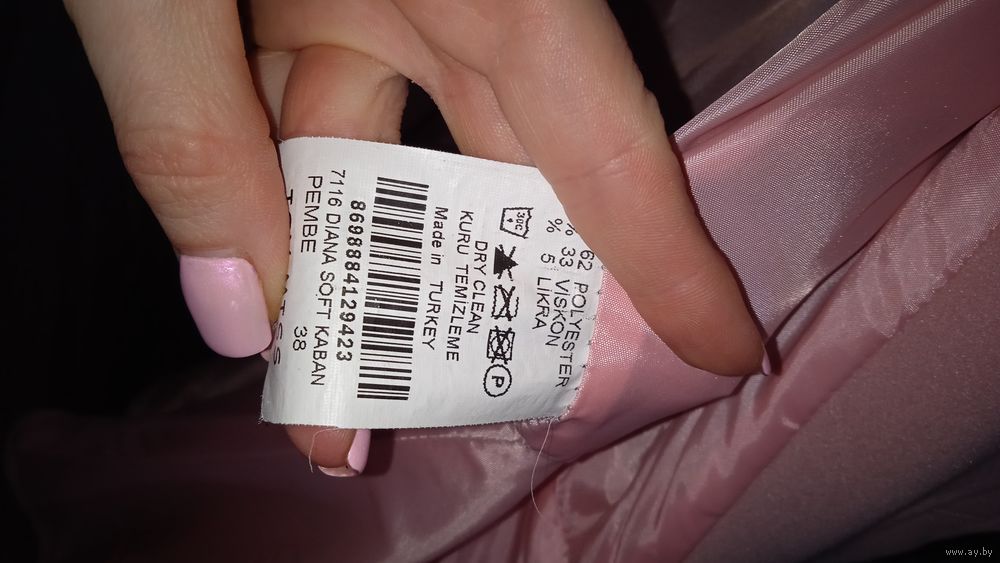 % 62 POLYESTER
% 33 VISKON
% 5 LIKRA
30C
P
DRY CLEAN
KURU TEMIZLEME
Made in TURKEY
8698884129423
7116 DIANA SOFT KABAN
PEMBE 38
www.ay.by